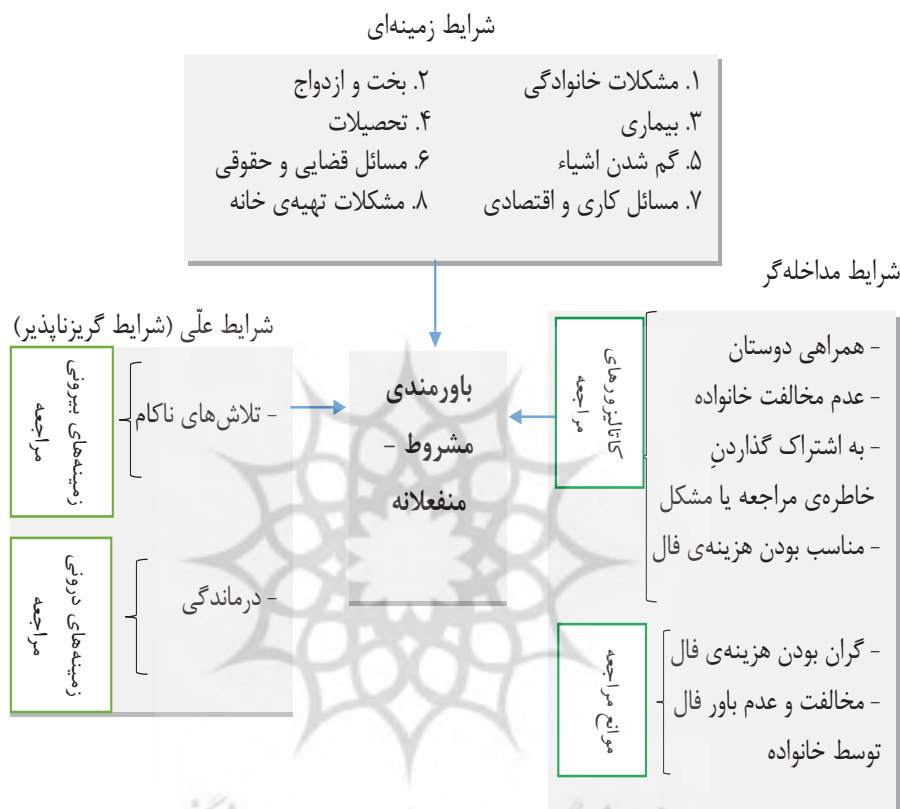 شرایط زمینه‌ای
۱. مشکلات خانوادگی ۲. بخت و ازدواج
۳. بیماری ۴. تحصیلات
۵. گم شدن اشیاء ۶. مسائل قضایی و حقوقی
۷. مسائل کاری و اقتصادی ۸. مشکلات تهیه‌ی خانه
شرایط مداخله‌گر
کاتالیزورهای
مراجعه
- همراهی دوستان
- عدم مخالفت خانواده
- به اشتراک گذاردنِ
خاطره‌ی مراجعه یا مشکل
- مناسب بودن هزینه‌ی فال
موانع مراجعه
- گران بودن هزینه‌ی فال
- مخالفت و عدم باور فال
توسط خانواده
باورمندی
مشروط -
منفعلانه
شرایط علّی (شرایط گریزناپذیر)
زمینه‌های بیرونی
مراجعه
- تلاش‌های ناکام
زمینه‌های درونی
مراجعه
- درماندگی